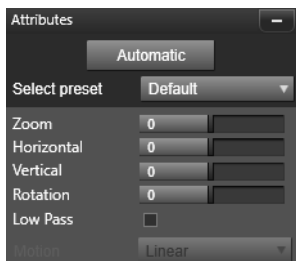 Attributes
Automatic
Select preset Default
Zoom 0
Horizontal 0
Vertical 0
Rotation 0
Low Pass
Motion Linear